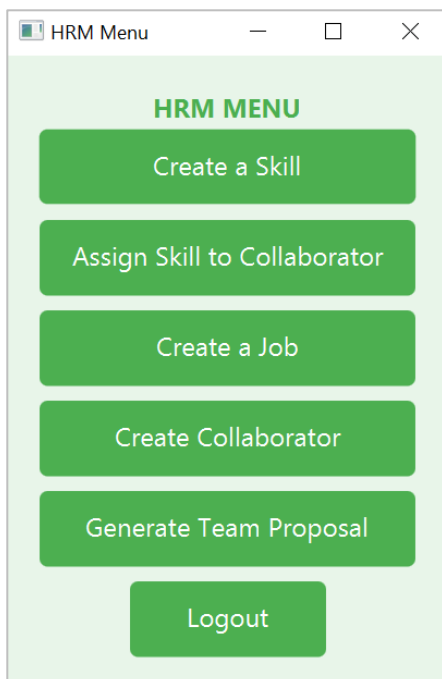 HRM Menu
HRM MENU
Create a Skill
Assign Skill to Collaborator
Create a Job
Create Collaborator
Generate Team Proposal
Logout